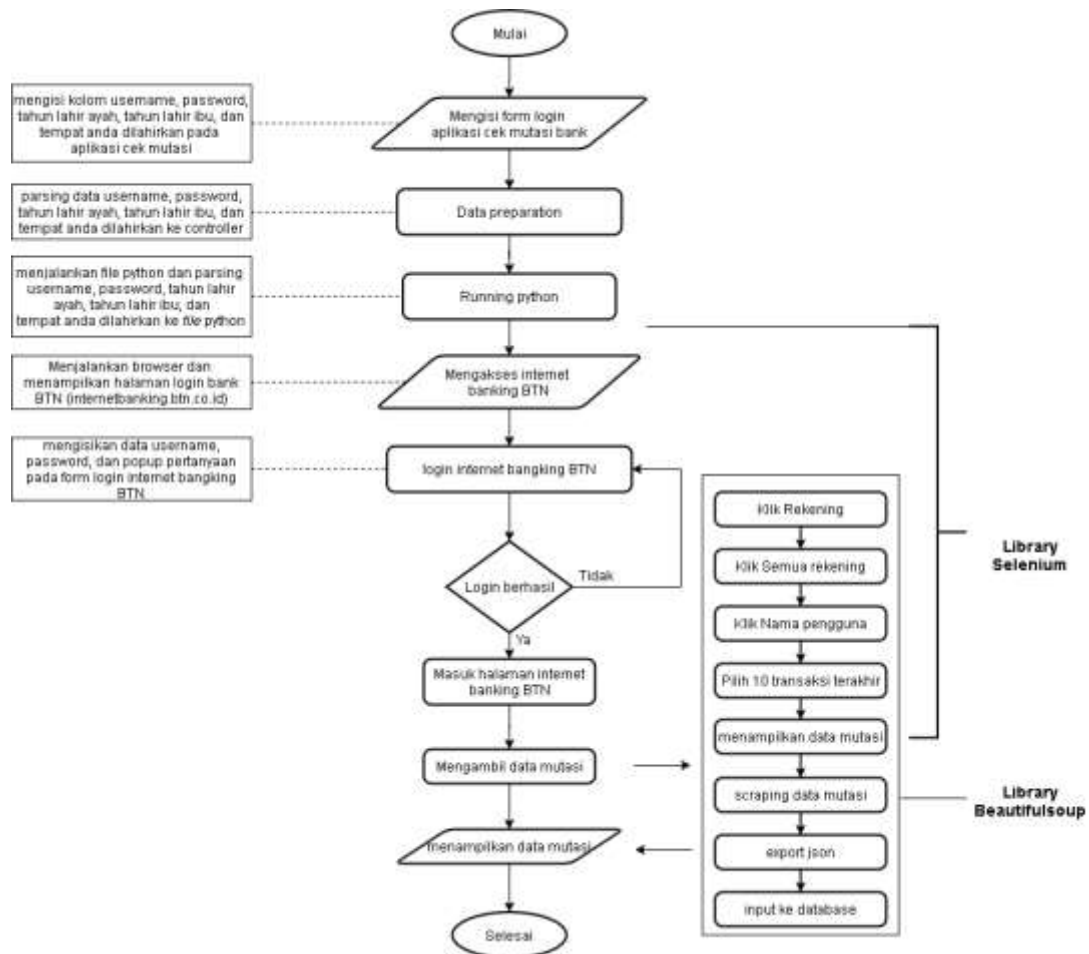 Mulai
mengisi kolom username, password,
tahun lahir ayah, tahun lahir ibu, dan
tempat anda dilahirkan pada
aplikasi cek mutasi
Mengisi form login
aplikasi cek mutasi bank
parsing data username, password,
tahun lahir ayah, tahun lahir ibu, dan
tempat anda dilahirkan ke controller
Data preparation
menjalankan file python dan parsing
username, password, tahun lahir
ayah, tahun lahir ibu, dan
tempat anda dilahirkan ke file python
Running python
Menjalankan browser dan
menampilkan halaman login bank
BTN (internetbanking.btn.co.id)
Mengakses internet
banking BTN
mengisikan data username,
password, dan popup pertanyaan
pada form login internet bangking
BTN
login internet bangking BTN
Login berhasil
Tidak
Ya
Masuk halaman internet
banking BTN
Mengambil data mutasi
menampilkan data mutasi
Selesai
Klik Rekening
Klik Semua rekening
Klik Nama pengguna
Pilih 10 transaksi terakhir
menampilkan data mutasi
scraping data mutasi
export json
input ke database
Library
Selenium
Library
Beautifulsoup